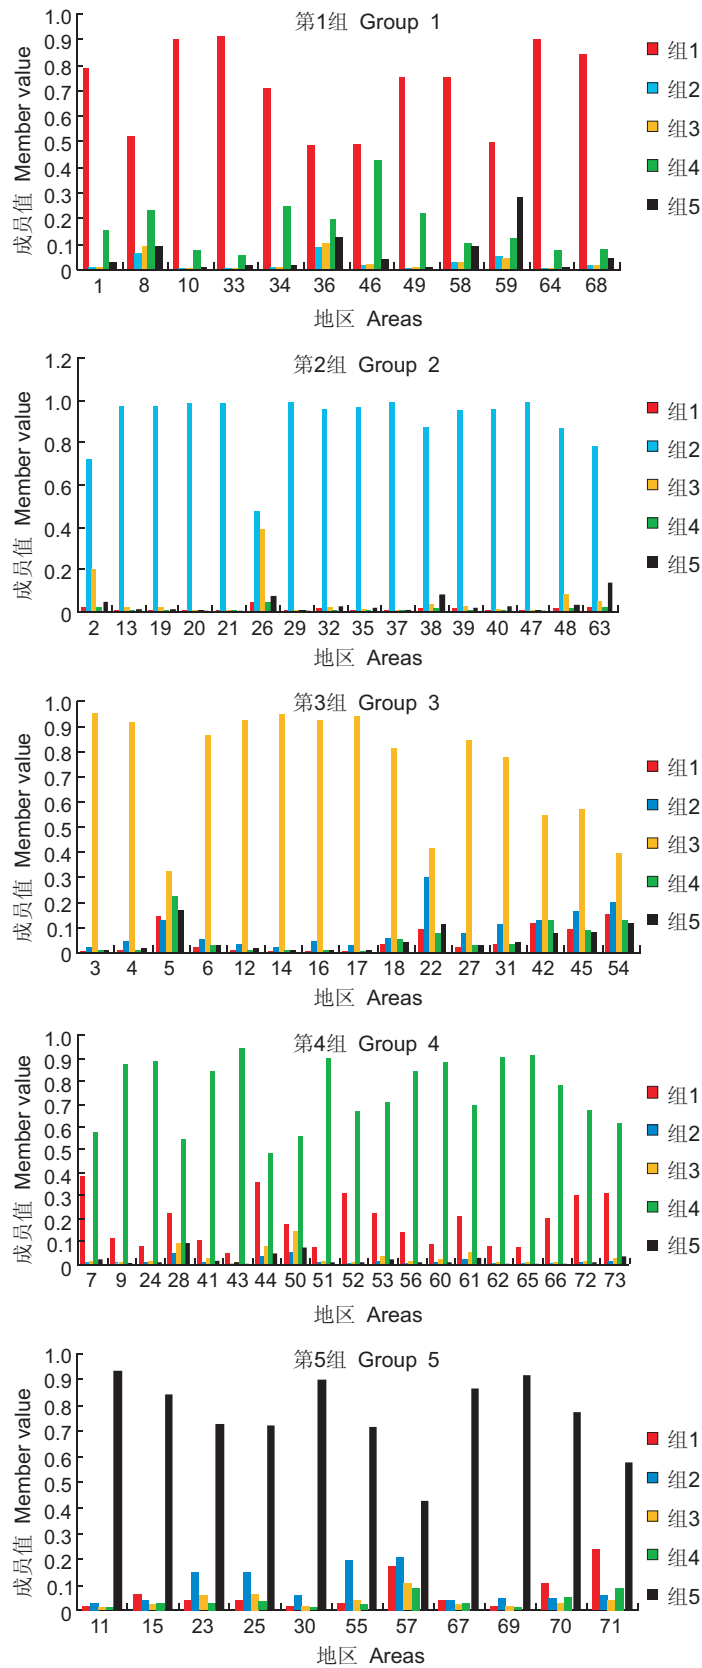 第1组 Group 1
成员值 Member value
1.0
0.9
0.8
0.7
0.6
0.5
0.4
0.3
0.2
0.1
0
1 8 10 33 34 36 46 49 58 59 64 68
地区 Areas
组1
组2
组3
组4
组5
第2组 Group 2
成员值 Member value
1.2
1.0
0.8
0.6
0.4
0.2
0
2 13 19 20 21 26 29 32 35 37 38 39 40 47 48 63
地区 Areas
组1
组2
组3
组4
组5
第3组 Group 3
成员值 Member value
1.0
0.9
0.8
0.7
0.6
0.5
0.4
0.3
0.2
0.1
0
3 4 5 6 12 14 16 17 18 22 27 31 42 45 54
地区 Areas
组1
组2
组3
组4
组5
第4组 Group 4
成员值 Member value
1.0
0.9
0.8
0.7
0.6
0.5
0.4
0.3
0.2
0.1
0
7 9 24 28 41 43 44 50 51 52 53 56 60 61 62 65 66 72 73
地区 Areas
组1
组2
组3
组4
组5
第5组 Group 5
成员值 Member value
1.0
0.9
0.8
0.7
0.6
0.5
0.4
0.3
0.2
0.1
0
11 15 23 25 30 55 57 67 69 70 71
地区 Areas
组1
组2
组3
组4
组5